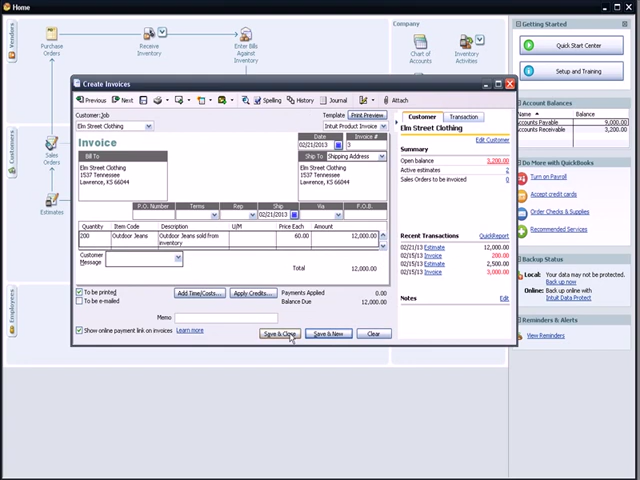 Home
Vendors
Purchase
Orders
Receive
Inventory
Enter Bills
Against
Inventory
Company
Chart of
Accounts
Inventory
Activities
Customers
Sales
Orders
Estimates
Employees
Create Invoices
Previous Next Spelling History Journal Attach
Customer:Job
Elm Street Clothing
Template Print Preview
Intuit Product Invoice
Invoice
Date
02/21/2013
Invoice #
3
Bill To
Elm Street Clothing
1537 Tennessee
Lawrence, KS 66044
Ship To Shipping Address
Elm Street Clothing
1537 Tennessee
Lawrence, KS 66044
P.O. Number Terms Rep Ship Via F.O.B.
02/21/2013
Quantity Item Code Description U/M Price Each Amount
200 Outdoor Jeans Outdoor Jeans sold from inventory 60.00 12,000.00
Customer
Message
Total 12,000.00
To be printed
To be e-mailed
Add Time/Costs... Apply Credits...
Payments Applied 0.00
Balance Due 12,000.00
Memo
Show online payment link on invoices Learn more
Save & Close Save & New Clear
Customer Transaction
Elm Street Clothing
Edit Customer
Summary
Open balance 3,200.00
Active estimates 2
Sales Orders to be invoiced 0
Recent Transactions QuickReport
02/21/13 Estimate 12,000.00
02/15/13 Invoice 200.00
02/15/13 Estimate 2,500.00
02/15/13 Invoice 3,000.00
Notes Edit
Getting Started
Quick Start Center
Setup and Training
Account Balances
Name Balance
Accounts Payable 9,000.00
Accounts Receivable 3,200.00
Do More with QuickBooks
Turn on Payroll
Accept credit cards
Order Checks & Supplies
Recommended Services
Backup Status
Local: Your data may not be protected.
Back up now
Online: Back up online with
Intuit Data Protect
Reminders & Alerts
View Reminders